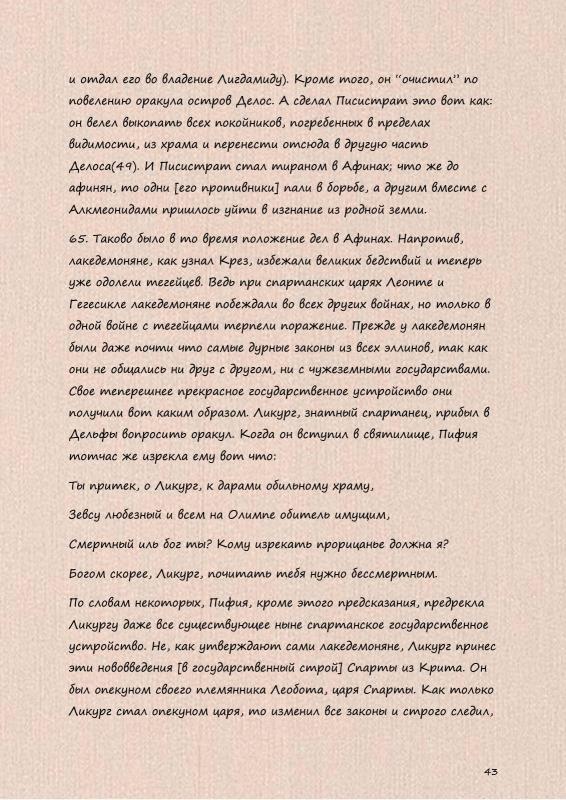 и отдал его во владение Лигдамиду). Кроме того, он “очистил” по
повелению оракула остров Делос. А сделал Писистрат это вот как:
он велел выкопать всех покойников, погребенных в пределах
видимости, из храма и перенести отсюда в другую часть
Делоса(49). И Писистрат стал тираном в Афинах; что же до
афинян, то одни [его противники] пали в борьбе, а другим вместе с
Алкмеонидами пришлось уйти в изгнание из родной земли.
65. Таково было в то время положение дел в Афинах. Напротив,
лакедемоняне, как узнал Крез, избежали великих бедствий и теперь
уже одолели тегейцев. Ведь при спартанских царях Леонте и
Гегесикле лакедемоняне побеждали во всех других войнах, но только в
одной войне с тегейцами терпели поражение. Прежде у лакедемонян
были даже почти что самые дурные законы из всех эллинов, так как
они не общались ни друг с другом, ни с чужеземными государствами.
Свое теперешнее прекрасное государственное устройство они
получили вот каким образом. Ликург, знатный спартанец, прибыл в
Дельфы вопросить оракул. Когда он вступил в святилище, Пифия
тотчас же изрекла ему вот что:
Ты притек, о Ликург, к дарами обильному храму,
Зевсу любезный и всем на Олимпе обитель имущим,
Смертный иль бог ты? Кому изрекать прорицанье должна я?
Богом скорее, Ликург, почитать тебя нужно бессмертным.
По словам некоторых, Пифия, кроме этого предсказания, предрекла
Ликургу даже все существующее ныне спартанское государственное
устройство. Не, как утверждают сами лакедемоняне, Ликург принес
эти нововведения [в государственный строй] Спарты из Крита. Он
был опекуном своего племянника Леобота, царя Спарты. Как только
Ликург стал опекуном царя, то изменил все законы и строго следил,
43